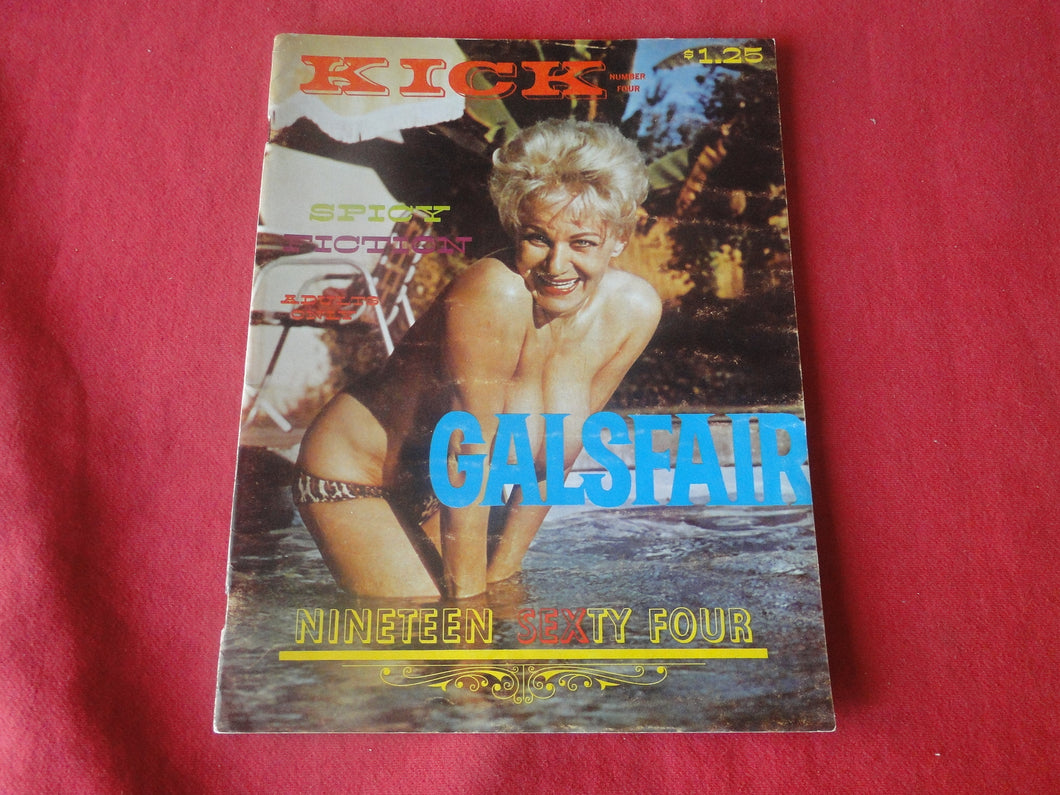 KICK
NUMBER
FOUR
$1.25
SPICY
FICTION
ADULTS
ONLY
GALSFAIR
NINETEEN SEXTY FOUR